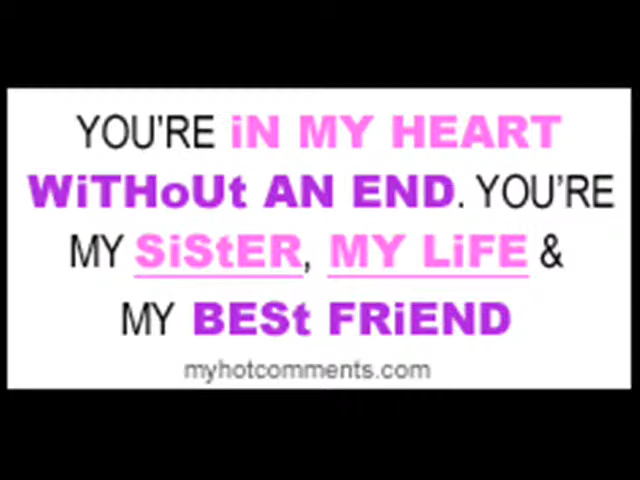 YOU'RE iN MY HEART
WiTHoUt AN END. YOU'RE
MY SiStER, MY LiFE &
MY BESt FRiEND
myhotcomments.com